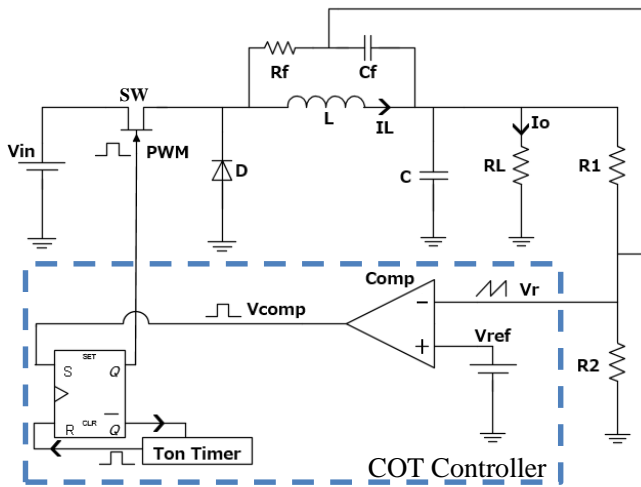 Rf
Cf
SW
L
IL
Io
Vin
PWM
D
C
RL
R1
Comp
Vcomp
−
Vr
Vref
+
R2
SET
S
Q
R
CLR
Q
Ton Timer
COT Controller